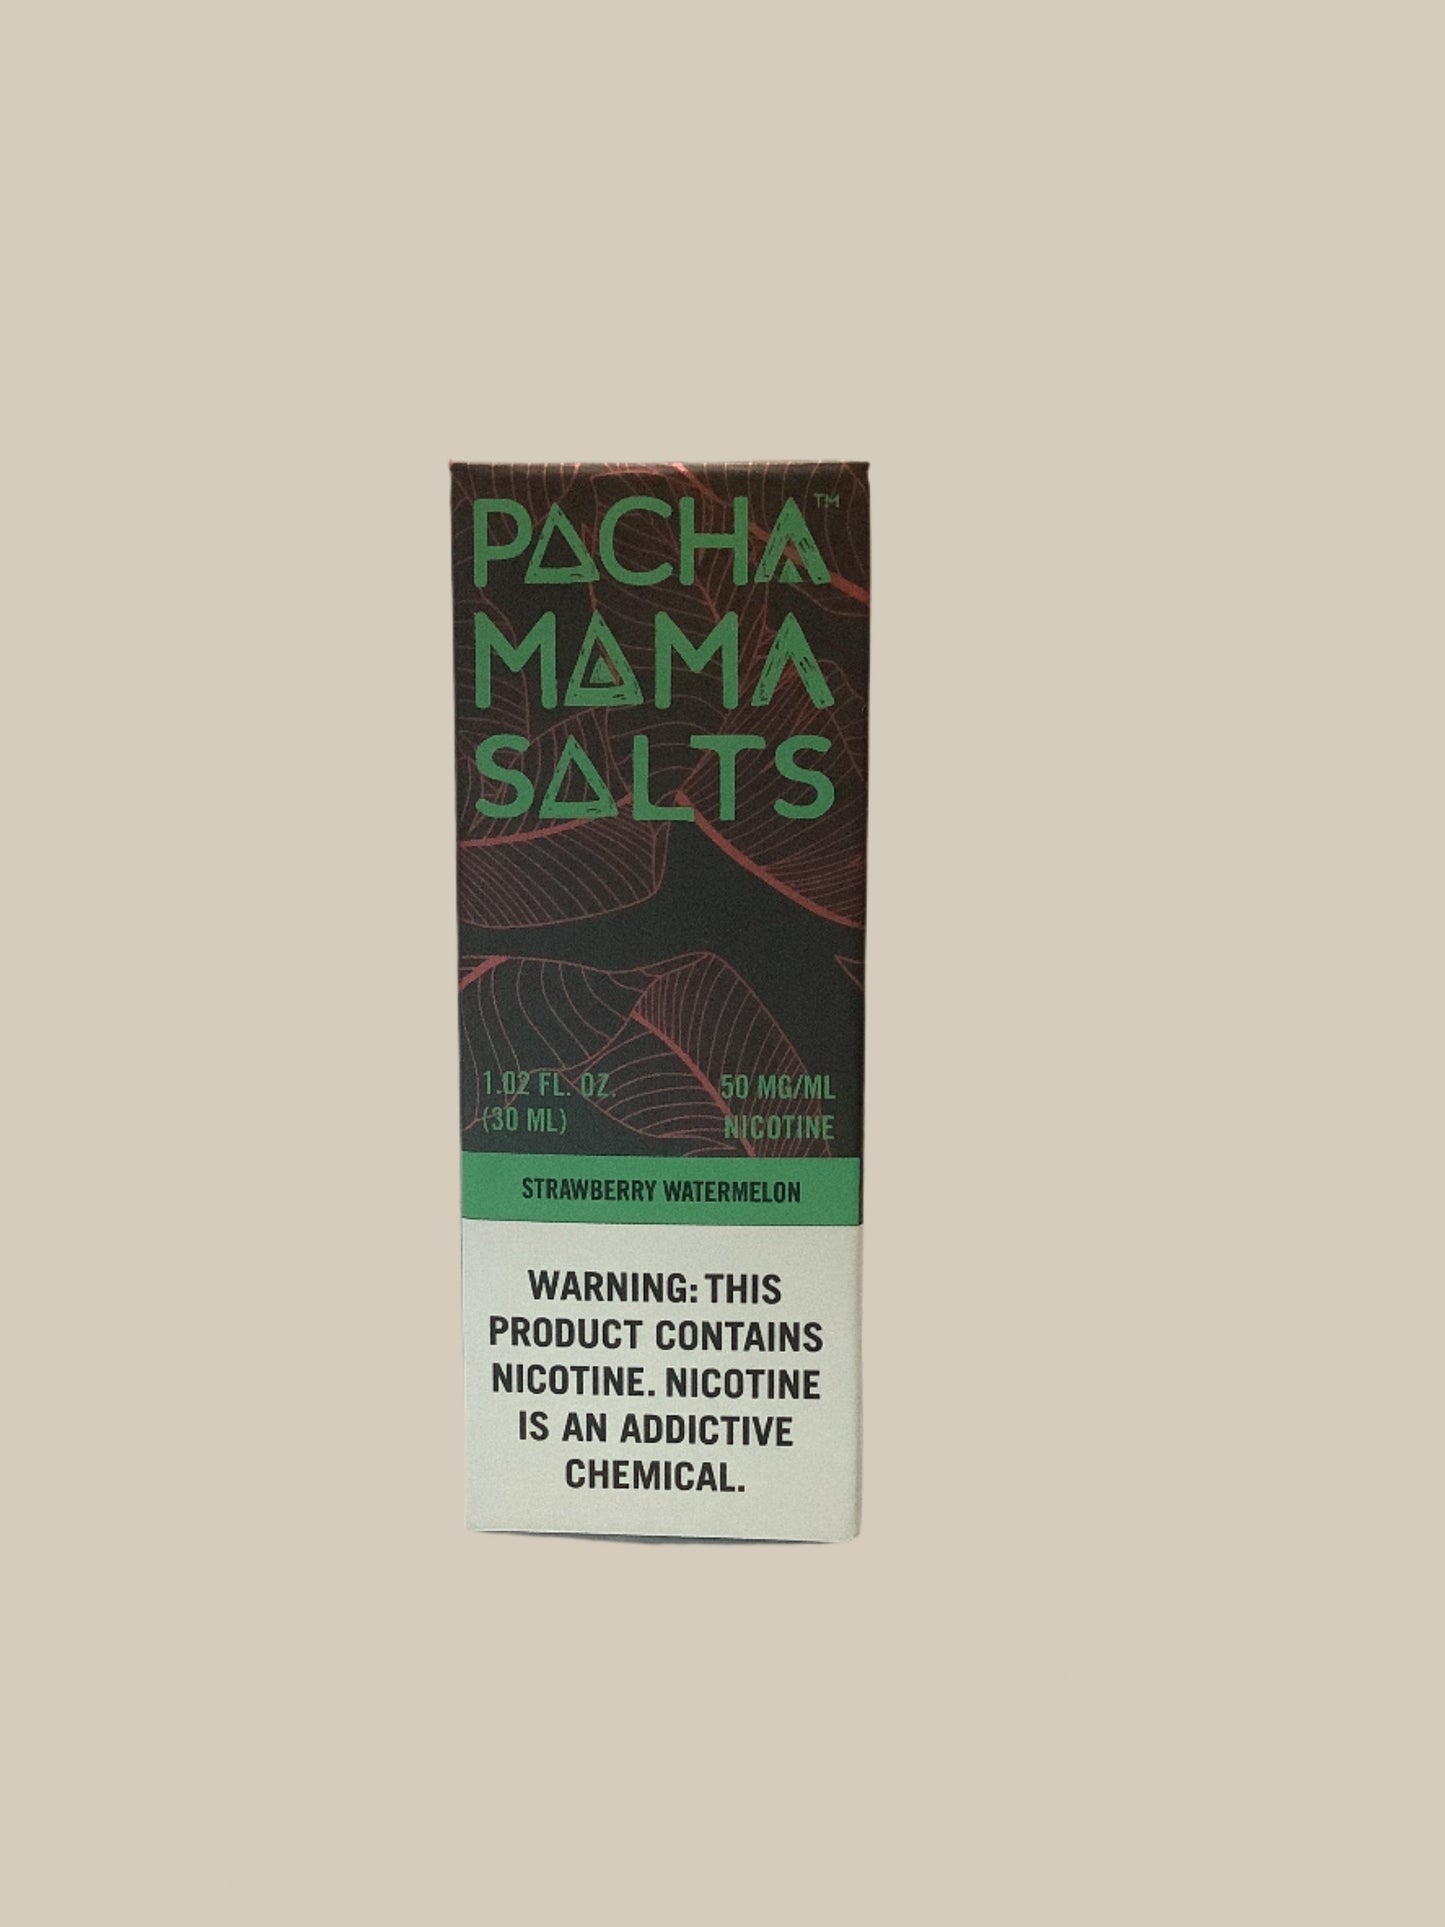 PACHA™
MAMA
SALTS
1.02 FL. OZ.
(30 ML)
50 MG/ML
NICOTINE
STRAWBERRY WATERMELON
WARNING: THIS
PRODUCT CONTAINS
NICOTINE. NICOTINE
IS AN ADDICTIVE
CHEMICAL.